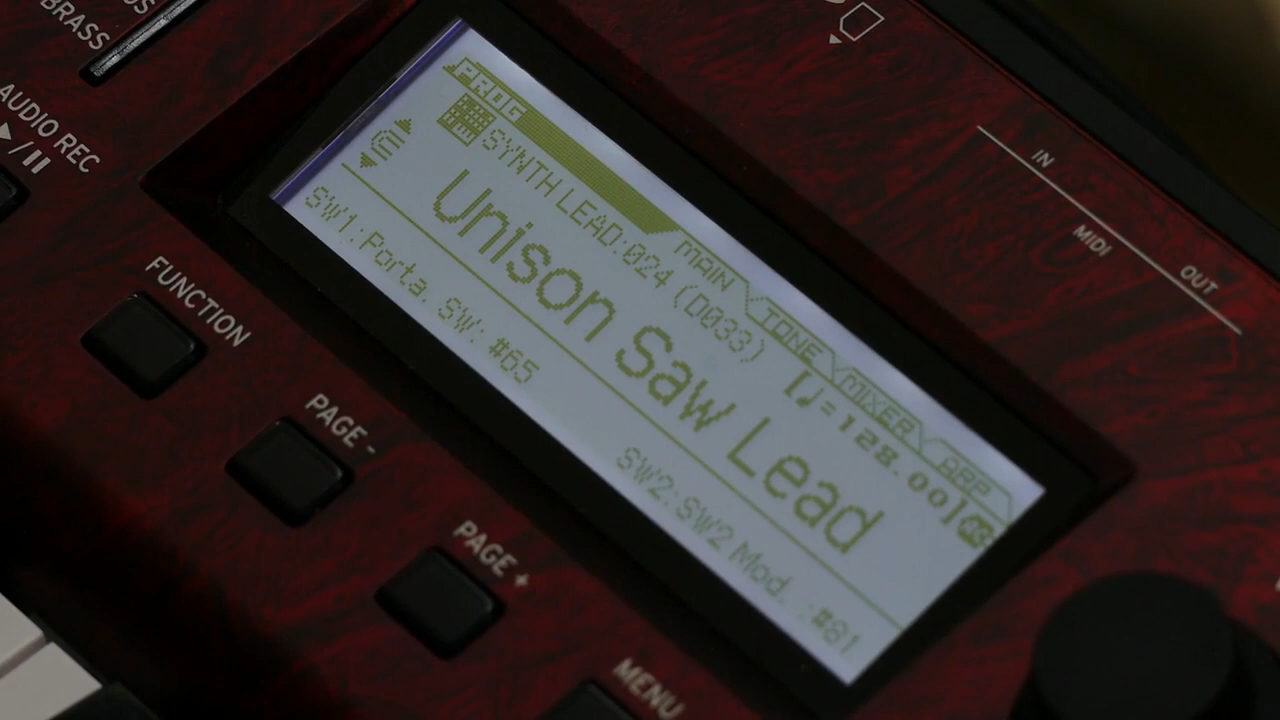 BRASS
AUDIO REC
FUNCTION
PAGE -
PAGE +
MENU
PROG MAIN TONE MIXER ARP
SYNTH LEAD:024 (D033) [♩=128.00]
Unison Saw Lead
SW1:Porta. SW: #65
SW2:SW2 Mod. :#81
IN
MIDI
OUT